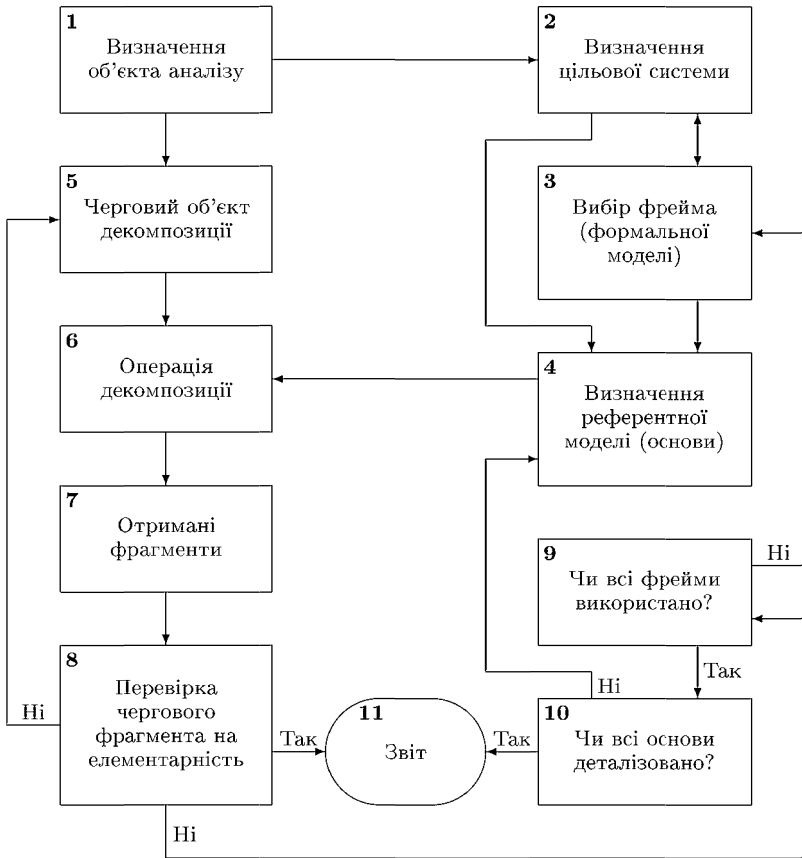 1
Визначення
об'єкта аналізу
2
Визначення
цільової системи
5
Черговий об'єкт
декомпозиції
3
Вибір фрейма
(формальної
моделі)
6
Операція
декомпозиції
4
Визначення
референтної
моделі (основи)
7
Отримані
фрагменти
9
Чи всі фрейми
використано?
Ні
Так
8
Перевірка
чергового
фрагмента на
елементарність
Ні
Так
11
Звіт
Так
Ні
10
Чи всі основи
деталізовано?
Ні